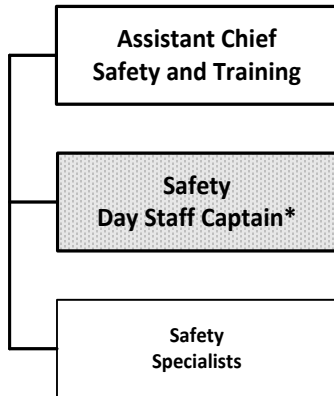 Assistant Chief
Safety and Training
Safety
Day Staff Captain*
Safety
Specialists